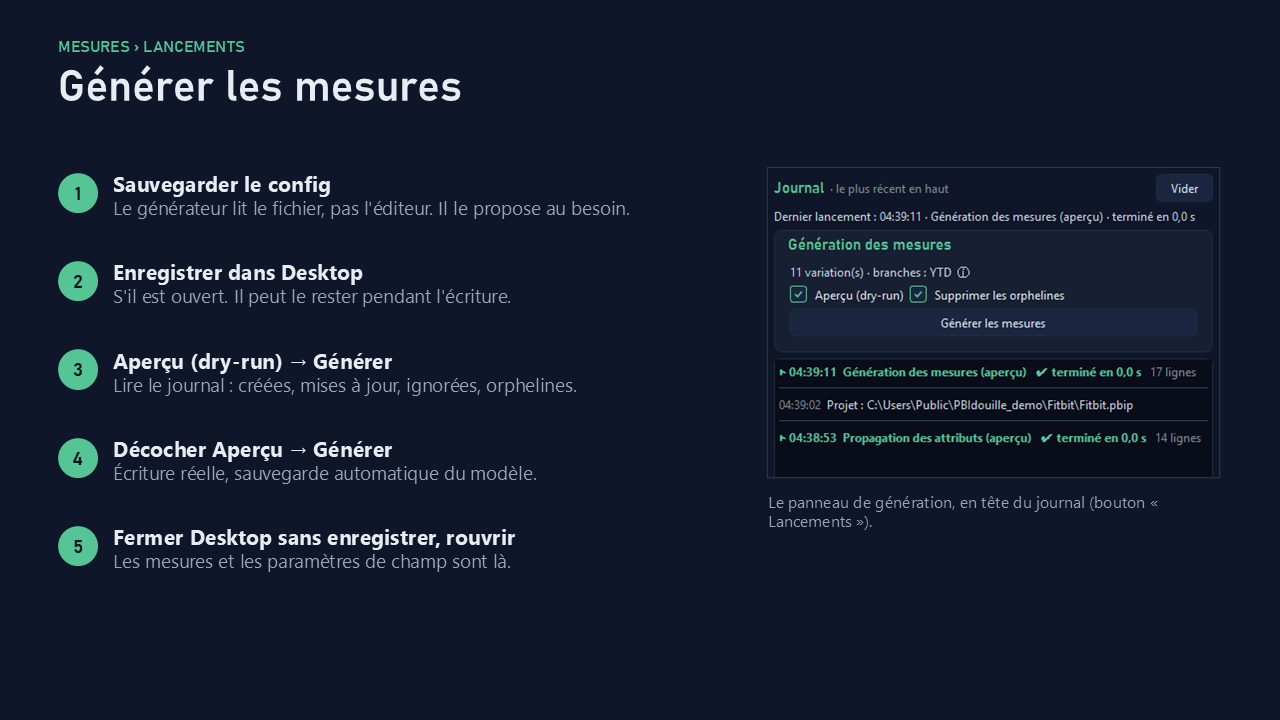 MESURES › LANCEMENTS
Générer les mesures
1
Sauvegarder le config
Le générateur lit le fichier, pas l'éditeur. Il le propose au besoin.
2
Enregistrer dans Desktop
S'il est ouvert. Il peut le rester pendant l'écriture.
3
Aperçu (dry-run) → Générer
Lire le journal : créées, mises à jour, ignorées, orphelines.
4
Décocher Aperçu → Générer
Écriture réelle, sauvegarde automatique du modèle.
5
Fermer Desktop sans enregistrer, rouvrir
Les mesures et les paramètres de champ sont là.
Journal · le plus récent en haut
Vider
Dernier lancement : 04:39:11 · Génération des mesures (aperçu) · terminé en 0,0 s
Génération des mesures
11 variation(s) · branches : YTD ⓘ
Aperçu (dry-run) Supprimer les orphelines
Générer les mesures
▸ 04:39:11 Génération des mesures (aperçu) ✔ terminé en 0,0 s 17 lignes
04:39:02 Projet : C:\Users\Public\PBIdouille_demo\Fitbit\Fitbit.pbip
▸ 04:38:53 Propagation des attributs (aperçu) ✔ terminé en 0,0 s 14 lignes
Le panneau de génération, en tête du journal (bouton «
Lancements »).